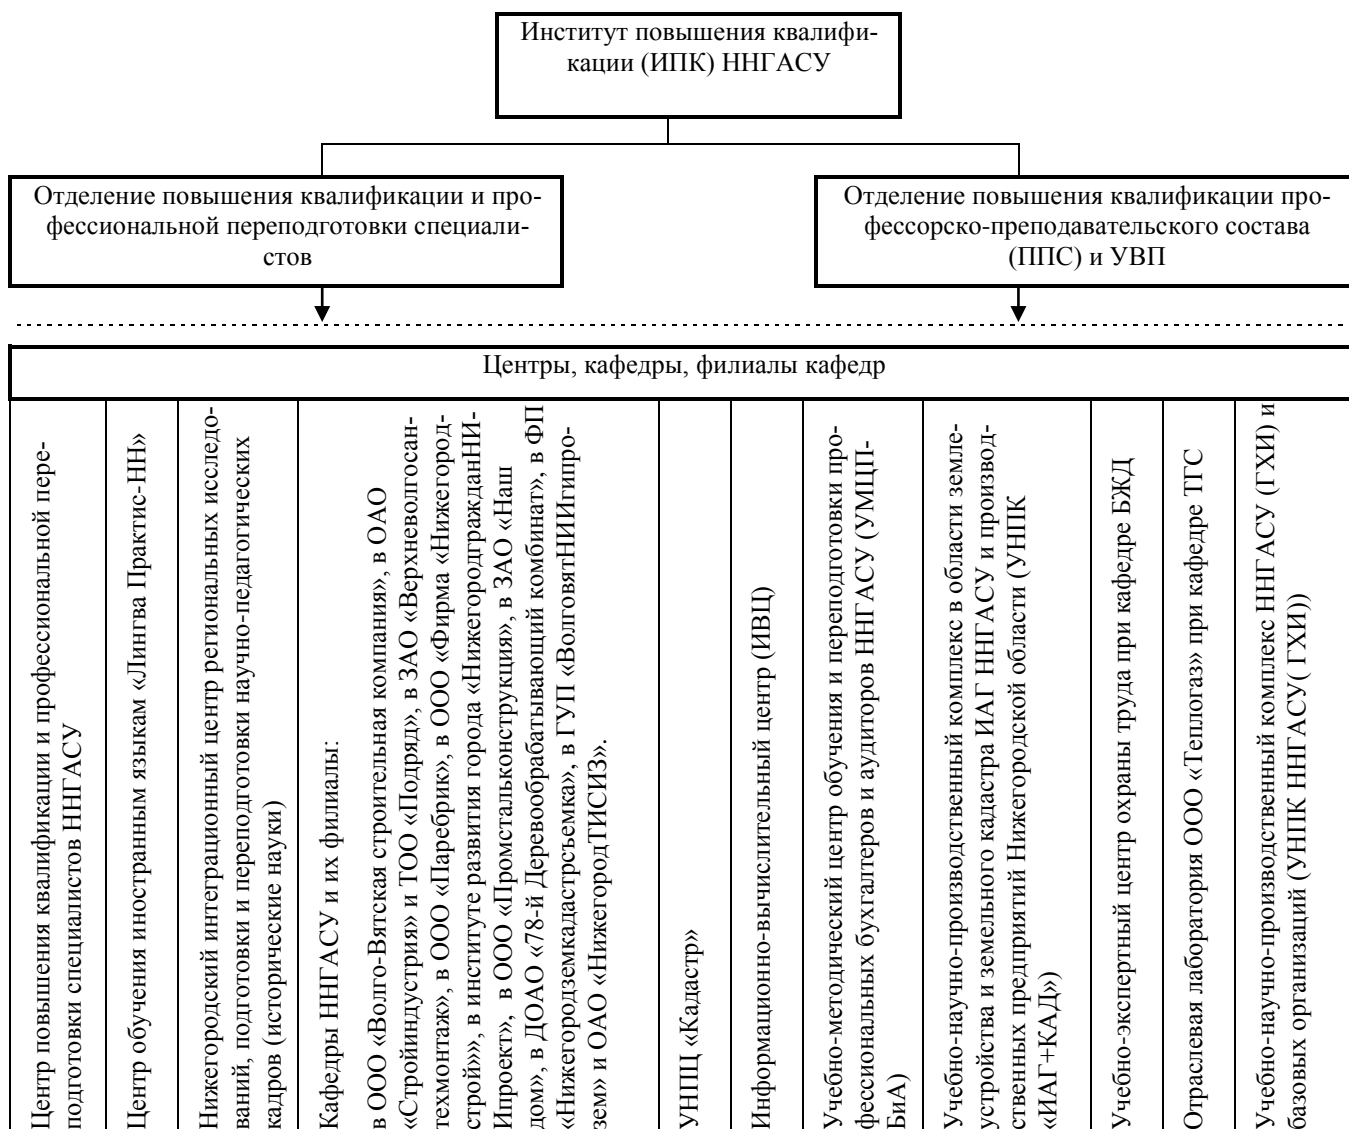 Институт повышения квалифи-
кации (ИПК) ННГАСУ
Отделение повышения квалификации и про-
фессиональной переподготовки специали-
стов
Отделение повышения квалификации про-
фессорско-преподавательского состава
(ППС) и УВП
Центры, кафедры, филиалы кафедр
Центр повышения квалификации и профессиональной пере-
подготовки специалистов ННГАСУ
Центр обучения иностранным языкам «Лингва Практис-НН»
Нижегородский интеграционный центр региональных исследо-
ваний, подготовки и переподготовки научно-педагогических
кадров (исторические науки)
Кафедры ННГАСУ и их филиалы:
в ООО «Волго-Вятская строительная компания», в ОАО
«Стройиндустрия» и ТОО «Подряд», в ЗАО «Верхневолгосан-
техмонтаж», в ООО «Паребрик», в ООО «Фирма «Нижегород-
строй»», в институте развития города «НижегородгражданНИ-
Ипроект», в ООО «Промстальконструкция», в ЗАО «Наш
дом», в ДОАО «78-й Деревообрабатывающий комбинат», в ФП
«Нижегородземкадастрсъемка», в ГУП «ВолговятНИИгипро-
зем» и ОАО «НижегородТИСИЗ».
УНПЦ «Кадастр»
Информационно-вычислительный центр (ИВЦ)
Учебно-методический центр обучения и переподготовки про-
фессиональных бухгалтеров и аудиторов ННГАСУ (УМЦП-
БиА)
Учебно-научно-производственный комплекс в области земле-
устройства и земельного кадастра ИАГ ННГАСУ и производ-
ственных предприятий Нижегородской области (УНПК
«ИАГ+КАД»)
Учебно-экспертный центр охраны труда при кафедре БЖД
Отраслевая лаборатория ООО «Теплогаз» при кафедре ТГС
Учебно-научно-производственный комплекс ННГАСУ (ГХИ) и
базовых организаций (УНПК ННГАСУ( ГХИ))